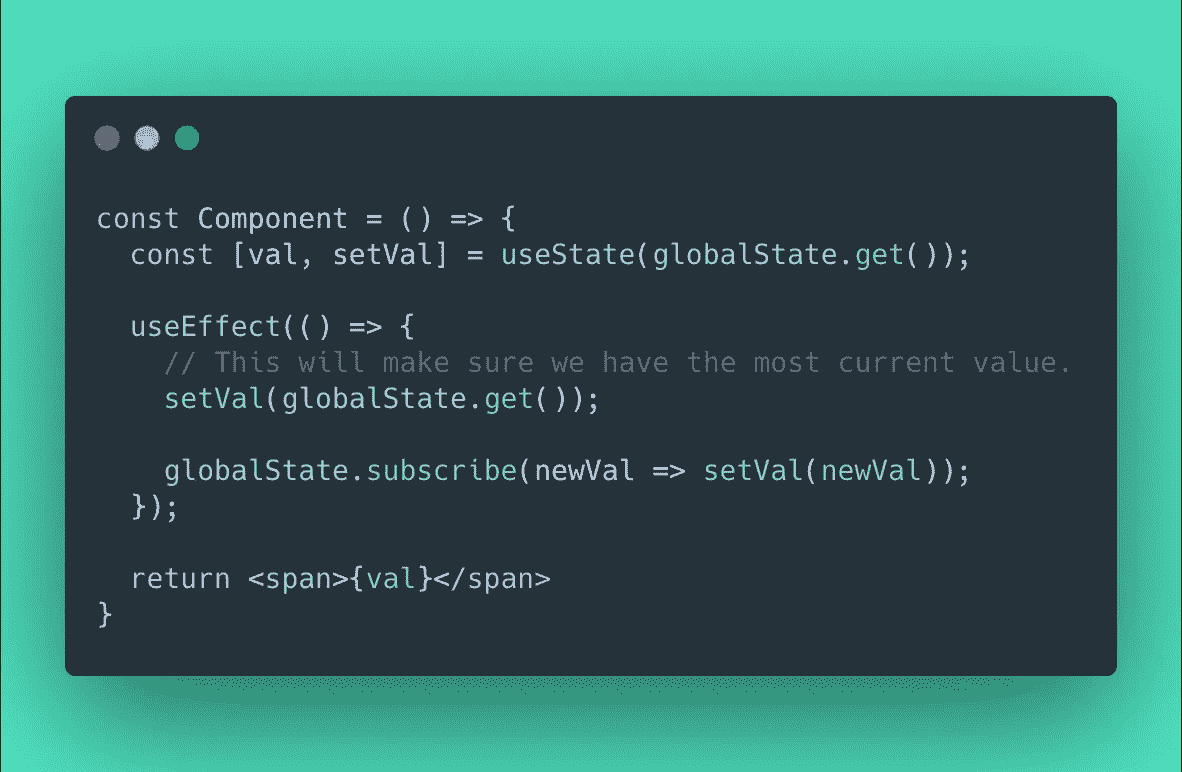 const Component = () => {
  const [val, setVal] = useState(globalState.get());

  useEffect(() => {
    // This will make sure we have the most current value.
    setVal(globalState.get());

    globalState.subscribe(newVal => setVal(newVal));
  });

  return <span>{val}</span>
}